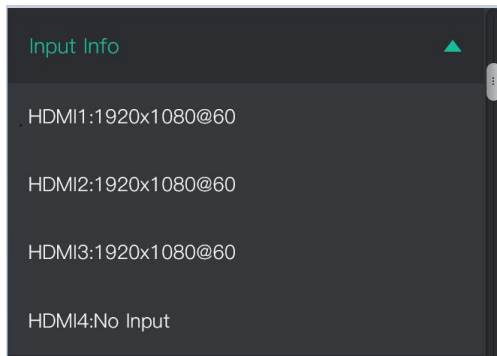 Input Info
HDMI1:1920x1080@60
HDMI2:1920x1080@60
HDMI3:1920x1080@60
HDMI4:No Input